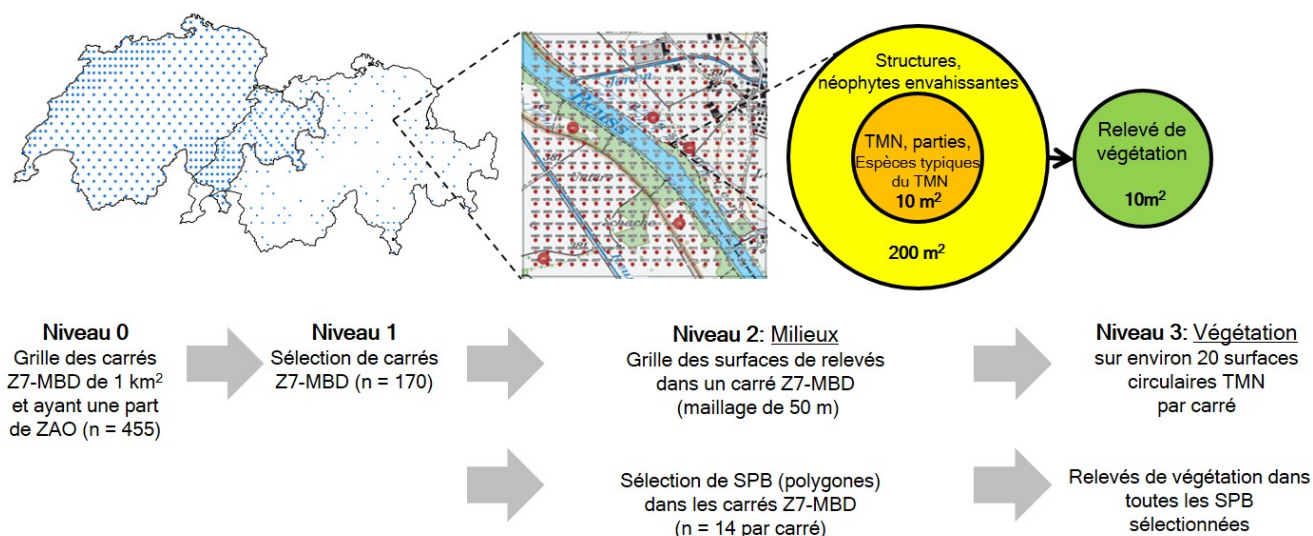 Structures,
néophytes envahissantes
TMN, parties,
Espèces typiques
du TMN
10 m²
200 m²
Relevé de
végétation
10m²
Reuss
Niveau 0
Grille des carrés
Z7-MBD de 1 km²
et ayant une part
de ZAO (n = 455)
Niveau 1
Sélection de carrés
Z7-MBD (n = 170)
Niveau 2: Milieux
Grille des surfaces de relevés
dans un carré Z7-MBD
(maillage de 50 m)
Niveau 3: Végétation
sur environ 20 surfaces
circulaires TMN
par carré
Sélection de SPB (polygones)
dans les carrés Z7-MBD
(n = 14 par carré)
Relevés de végétation dans
toutes les SPB
sélectionnées